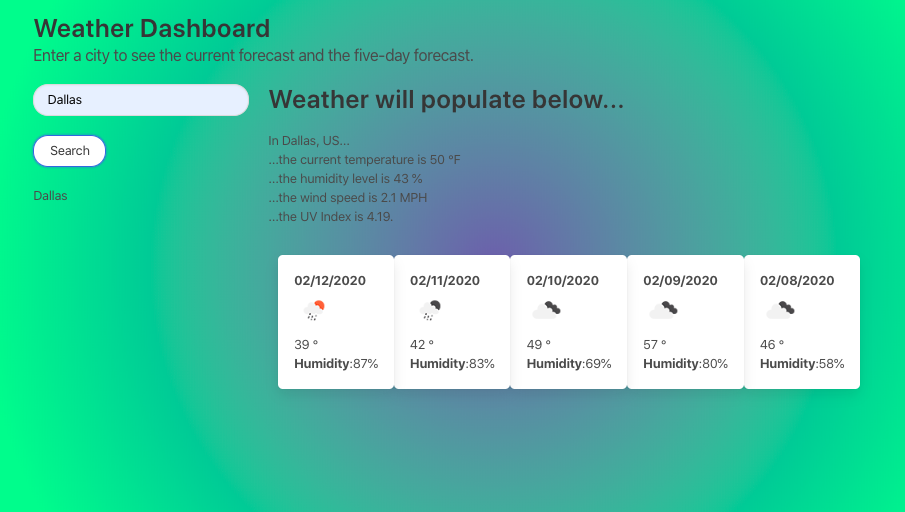 Weather Dashboard
Enter a city to see the current forecast and the five-day forecast.
Dallas
Search
Dallas
Weather will populate below...
In Dallas, US...
...the current temperature is 50 °F
...the humidity level is 43 %
...the wind speed is 2.1 MPH
...the UV Index is 4.19.
02/12/2020
39 °
Humidity:87%
02/11/2020
42 °
Humidity:83%
02/10/2020
49 °
Humidity:69%
02/09/2020
57 °
Humidity:80%
02/08/2020
46 °
Humidity:58%